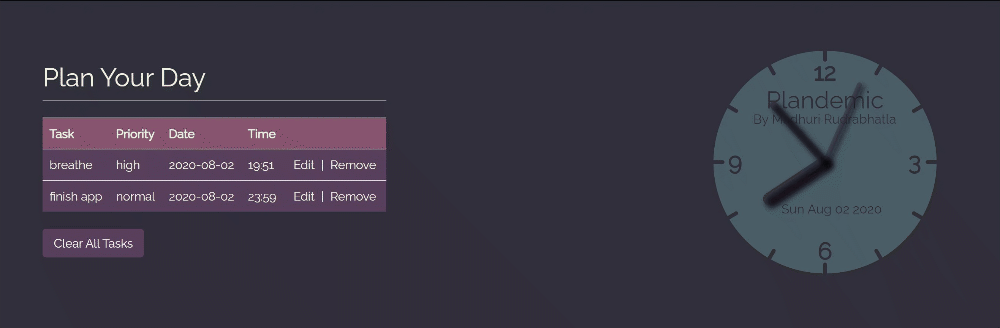 Plan Your Day
Task Priority Date Time
breathe high 2020-08-02 19:51 Edit | Remove
finish app normal 2020-08-02 23:59 Edit | Remove
Clear All Tasks
12
Plandemic
By Madhuri Rudrabhatla
9 3
Sun Aug 02 2020
6